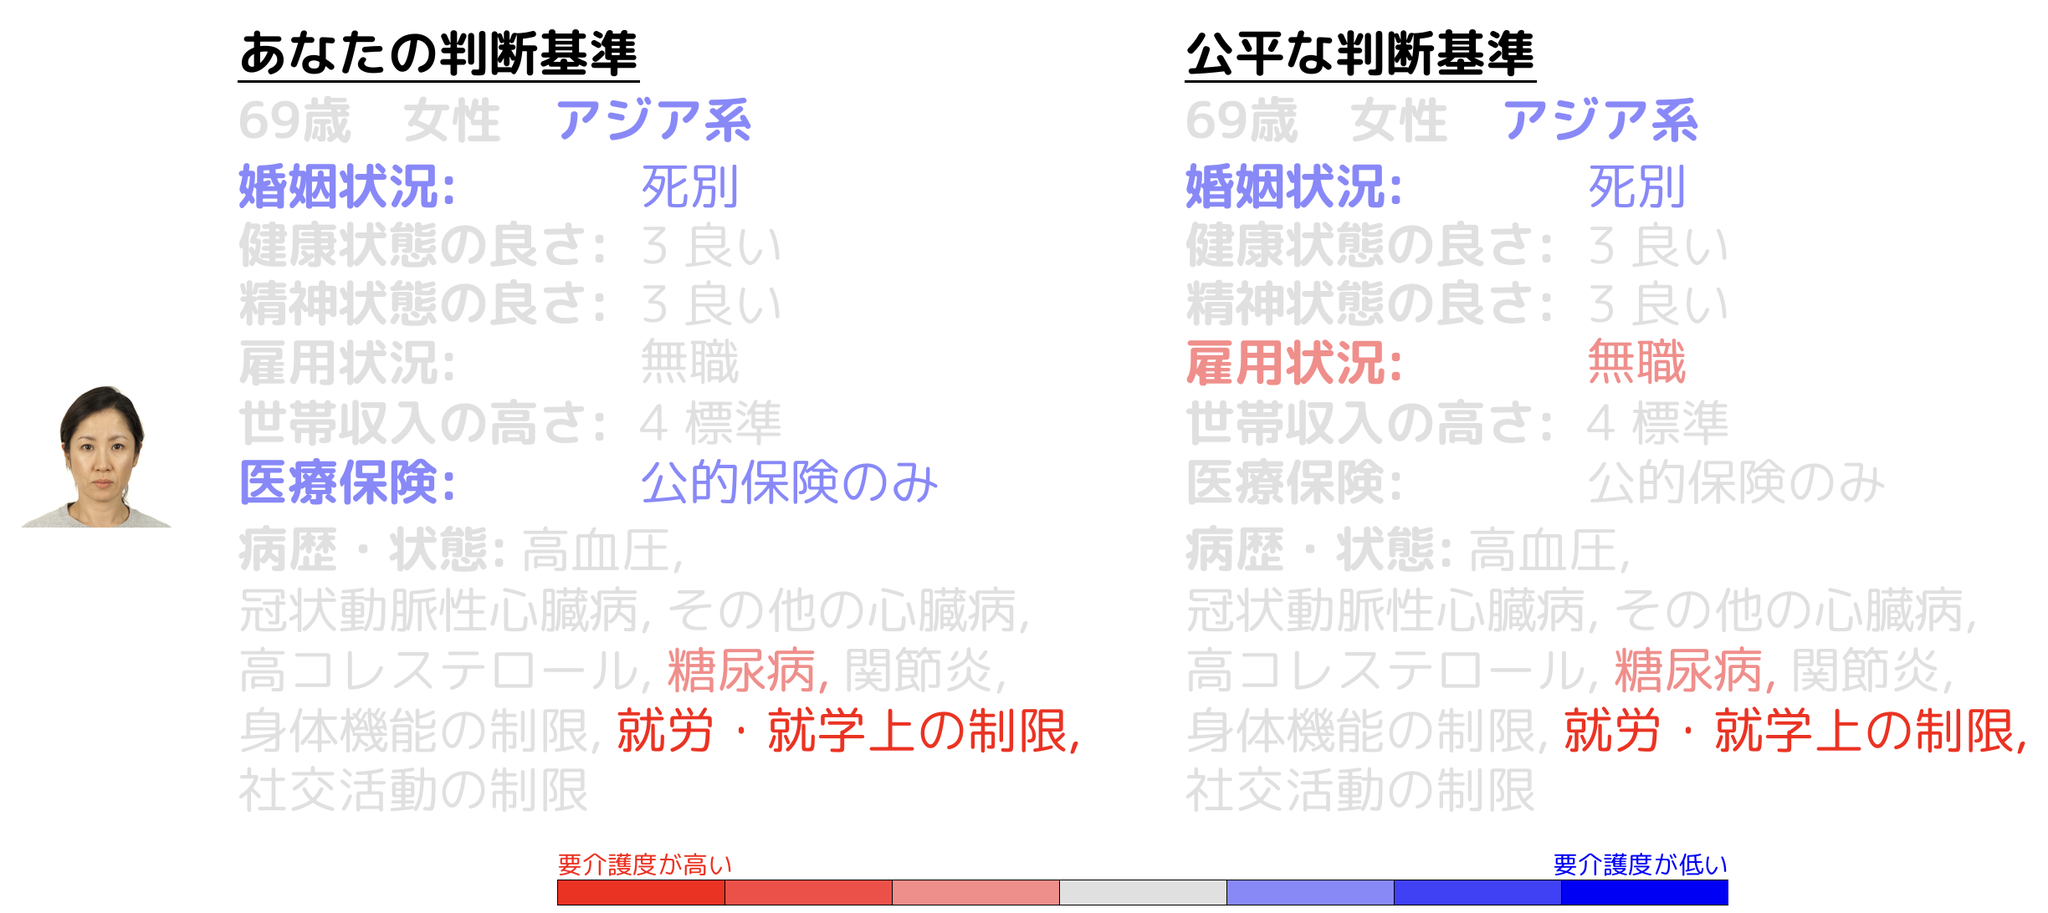 あなたの判断基準
69歳 女性 アジア系
婚姻状況: 死別
健康状態の良さ: 3 良い
精神状態の良さ: 3 良い
雇用状況: 無職
世帯収入の高さ: 4 標準
医療保険: 公的保険のみ
病歴・状態: 高血圧,
冠状動脈性心臓病, その他の心臓病,
高コレステロール, 糖尿病, 関節炎,
身体機能の制限, 就労・就学上の制限,
社交活動の制限
公平な判断基準
69歳 女性 アジア系
婚姻状況: 死別
健康状態の良さ: 3 良い
精神状態の良さ: 3 良い
雇用状況: 無職
世帯収入の高さ: 4 標準
医療保険: 公的保険のみ
病歴・状態: 高血圧,
冠状動脈性心臓病, その他の心臓病,
高コレステロール, 糖尿病, 関節炎,
身体機能の制限, 就労・就学上の制限,
社交活動の制限
要介護度が高い
要介護度が低い